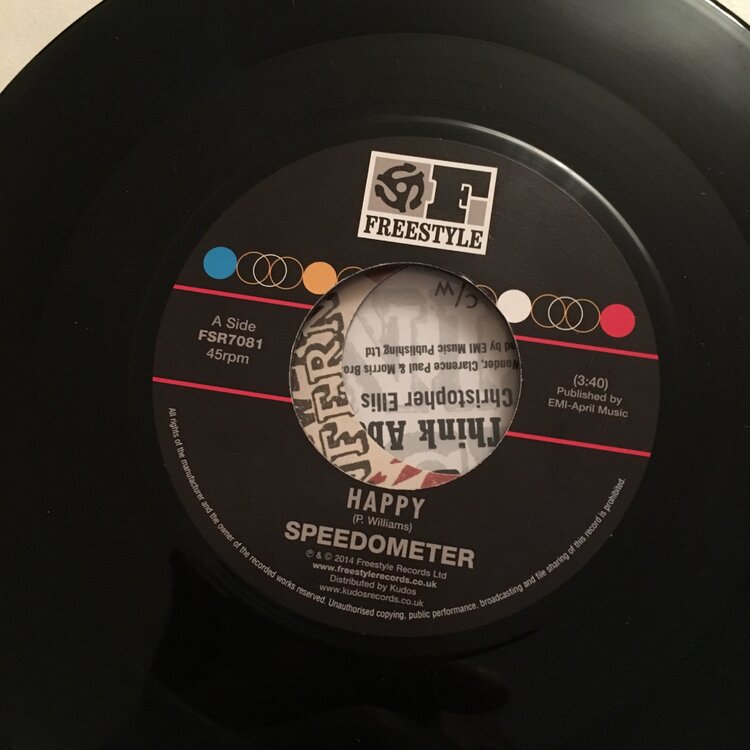 F
FREESTYLE
A Side
FSR7081
45rpm
(3:40)
Published by
EMI-April Music
c/w
ed by EMI Music Publishing Ltd
Wonder, Clarence Paul & Morris Bro
Christopher Ellis
Think Ab
HAPPY
(P. Williams)
SPEEDOMETER
℗ & © 2014 Freestyle Records Ltd
www.freestylerecords.co.uk
Distributed by Kudos
www.kudosrecords.co.uk
All rights of the manufacturer and the owner of the recorded works reserved. Unauthorised copying, public performance, broadcasting and file sharing of this record is prohibited.